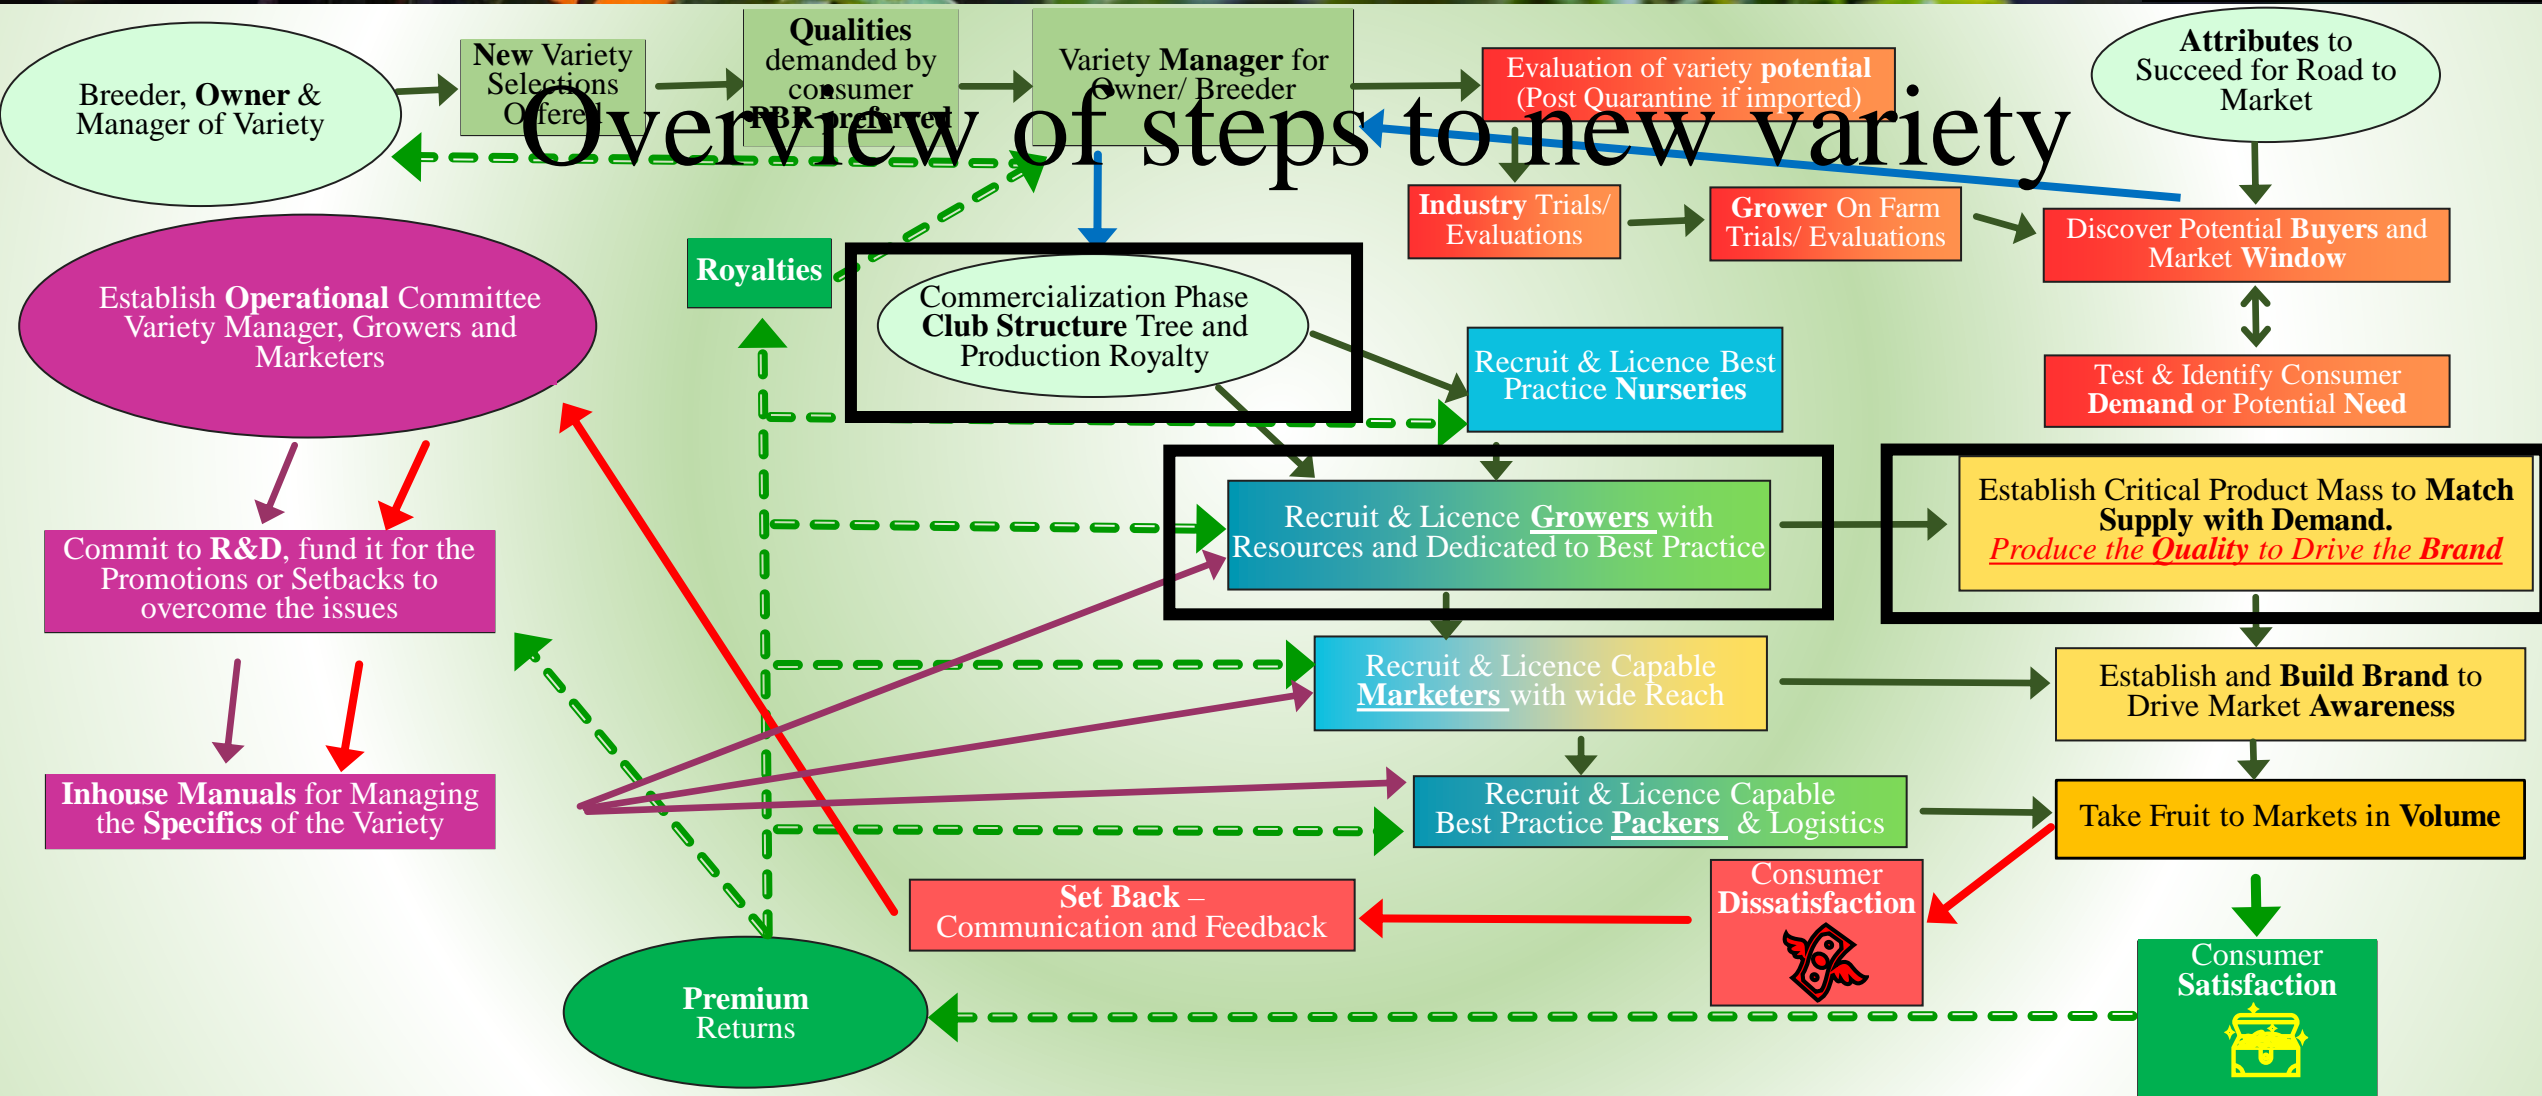 Overview of steps to new variety
Breeder, Owner &
Manager of Variety
New Variety
Selections
Offered
Qualities
demanded by
consumer
PBR preferred
Variety Manager for
Owner/ Breeder
Evaluation of variety potential
(Post Quarantine if imported)
Attributes to
Succeed for Road to
Market
Industry Trials/
Evaluations
Grower On Farm
Trials/ Evaluations
Discover Potential Buyers and
Market Window
Test & Identify Consumer
Demand or Potential Need
Establish Operational Committee
Variety Manager, Growers and
Marketers
Royalties
Commercialization Phase
Club Structure Tree and
Production Royalty
Recruit & Licence Best
Practice Nurseries
Recruit & Licence Growers with
Resources and Dedicated to Best Practice
Establish Critical Product Mass to Match
Supply with Demand.
Produce the Quality to Drive the Brand
Commit to R&D, fund it for the
Promotions or Setbacks to
overcome the issues
Recruit & Licence Capable
Marketers with wide Reach
Establish and Build Brand to
Drive Market Awareness
Inhouse Manuals for Managing
the Specifics of the Variety
Recruit & Licence Capable
Best Practice Packers & Logistics
Take Fruit to Markets in Volume
Set Back –
Communication and Feedback
Consumer
Dissatisfaction
Consumer
Satisfaction
Premium
Returns